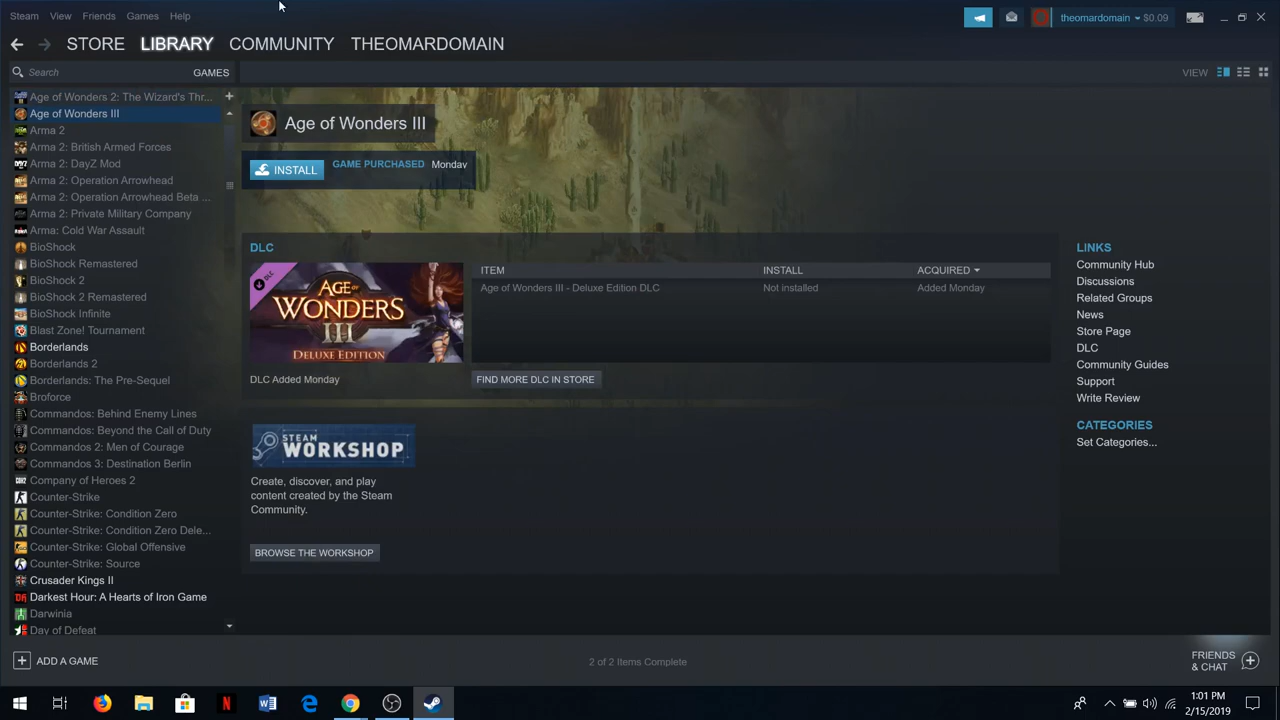 Steam View Friends Games Help
theomardomain $0.09
STORE LIBRARY COMMUNITY THEOMARDOMAIN
Search GAMES
VIEW
Age of Wonders 2: The Wizard's Thr...
Age of Wonders III
Arma 2
Arma 2: British Armed Forces
Arma 2: DayZ Mod
Arma 2: Operation Arrowhead
Arma 2: Operation Arrowhead Beta ...
Arma 2: Private Military Company
Arma: Cold War Assault
BioShock
BioShock Remastered
BioShock 2
BioShock 2 Remastered
BioShock Infinite
Blast Zone! Tournament
Borderlands
Borderlands 2
Borderlands: The Pre-Sequel
Broforce
Commandos: Behind Enemy Lines
Commandos: Beyond the Call of Duty
Commandos 2: Men of Courage
Commandos 3: Destination Berlin
Company of Heroes 2
Counter-Strike
Counter-Strike: Condition Zero
Counter-Strike: Condition Zero Dele...
Counter-Strike: Global Offensive
Counter-Strike: Source
Crusader Kings II
Darkest Hour: A Hearts of Iron Game
Darwinia
Day of Defeat
Age of Wonders III
INSTALL GAME PURCHASED Monday
DLC
DLC
AGE OF
WONDERS
III
DELUXE EDITION
DLC Added Monday
ITEM INSTALL ACQUIRED
Age of Wonders III - Deluxe Edition DLC Not installed Added Monday
FIND MORE DLC IN STORE
STEAM
WORKSHOP
Create, discover, and play
content created by the Steam
Community.
BROWSE THE WORKSHOP
LINKS
Community Hub
Discussions
Related Groups
News
Store Page
DLC
Community Guides
Support
Write Review
CATEGORIES
Set Categories...
ADD A GAME
2 of 2 Items Complete
FRIENDS
& CHAT
1:01 PM
2/15/2019